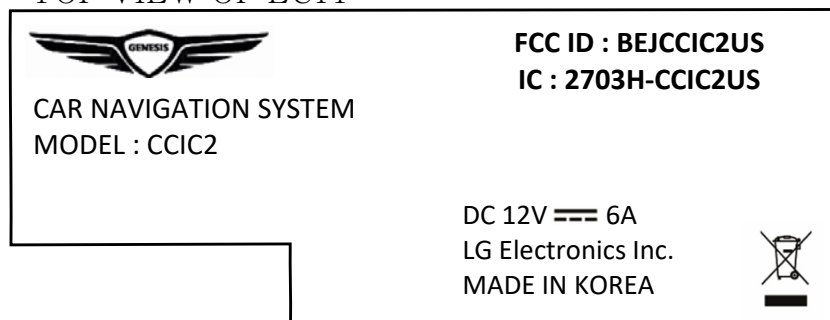 GENESIS
FCC ID : BEJCCIC2US
IC : 2703H-CCIC2US
CAR NAVIGATION SYSTEM
MODEL : CCIC2
DC 12V 6A
LG Electronics Inc.
MADE IN KOREA